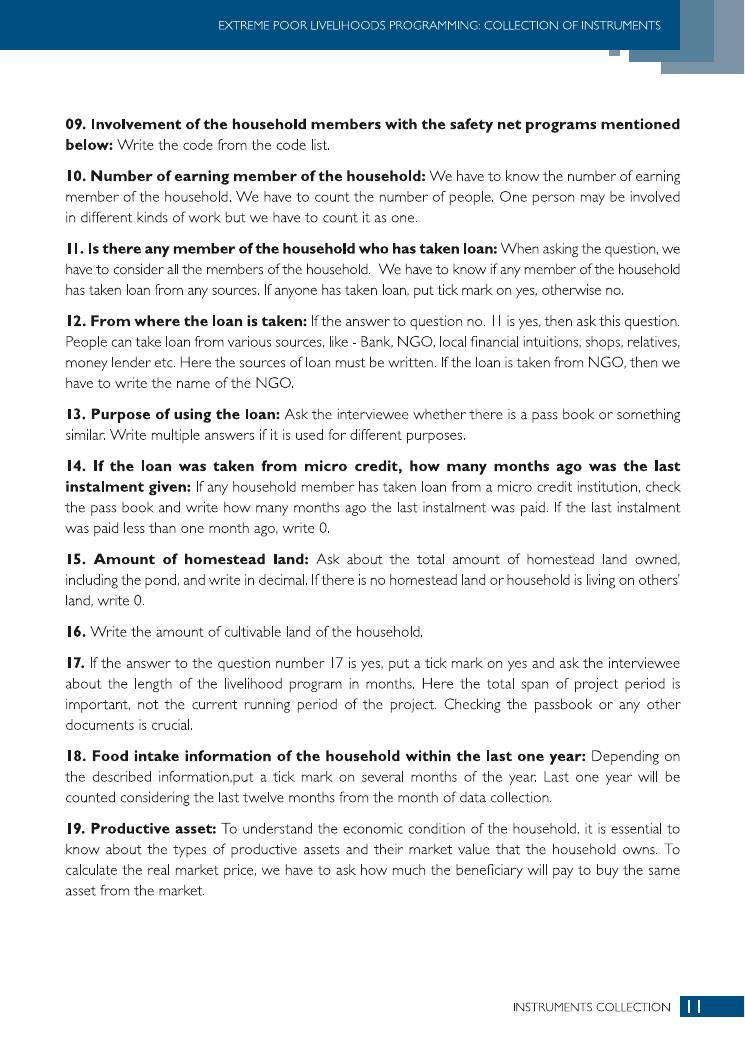 EXTREME POOR LIVELIHOODS PROGRAMMING: COLLECTION OF INSTRUMENTS
09. Involvement of the household members with the safety net programs mentioned
below: Write the code from the code list.
10. Number of earning member of the household: We have to know the number of earning
member of the household. We have to count the number of people. One person may be involved
in different kinds of work but we have to count it as one.
11. Is there any member of the household who has taken loan: When asking the question, we
have to consider all the members of the household. We have to know if any member of the household
has taken loan from any sources. If anyone has taken loan, put tick mark on yes, otherwise no.
12. From where the loan is taken: If the answer to question no. 11 is yes, then ask this question.
People can take loan from various sources, like - Bank, NGO, local financial intuitions, shops, relatives,
money lender etc. Here the sources of loan must be written. If the loan is taken from NGO, then we
have to write the name of the NGO.
13. Purpose of using the loan: Ask the interviewee whether there is a pass book or something
similar. Write multiple answers if it is used for different purposes.
14. If the loan was taken from micro credit, how many months ago was the last
instalment given: If any household member has taken loan from a micro credit institution, check
the pass book and write how many months ago the last instalment was paid. If the last instalment
was paid less than one month ago, write 0.
15. Amount of homestead land: Ask about the total amount of homestead land owned,
including the pond, and write in decimal. If there is no homestead land or household is living on others’
land, write 0.
16. Write the amount of cultivable land of the household.
17. If the answer to the question number 17 is yes, put a tick mark on yes and ask the interviewee
about the length of the livelihood program in months. Here the total span of project period is
important, not the current running period of the project. Checking the passbook or any other
documents is crucial.
18. Food intake information of the household within the last one year: Depending on
the described information,put a tick mark on several months of the year. Last one year will be
counted considering the last twelve months from the month of data collection.
19. Productive asset: To understand the economic condition of the household, it is essential to
know about the types of productive assets and their market value that the household owns. To
calculate the real market price, we have to ask how much the beneficiary will pay to buy the same
asset from the market.
INSTRUMENTS COLLECTION 11